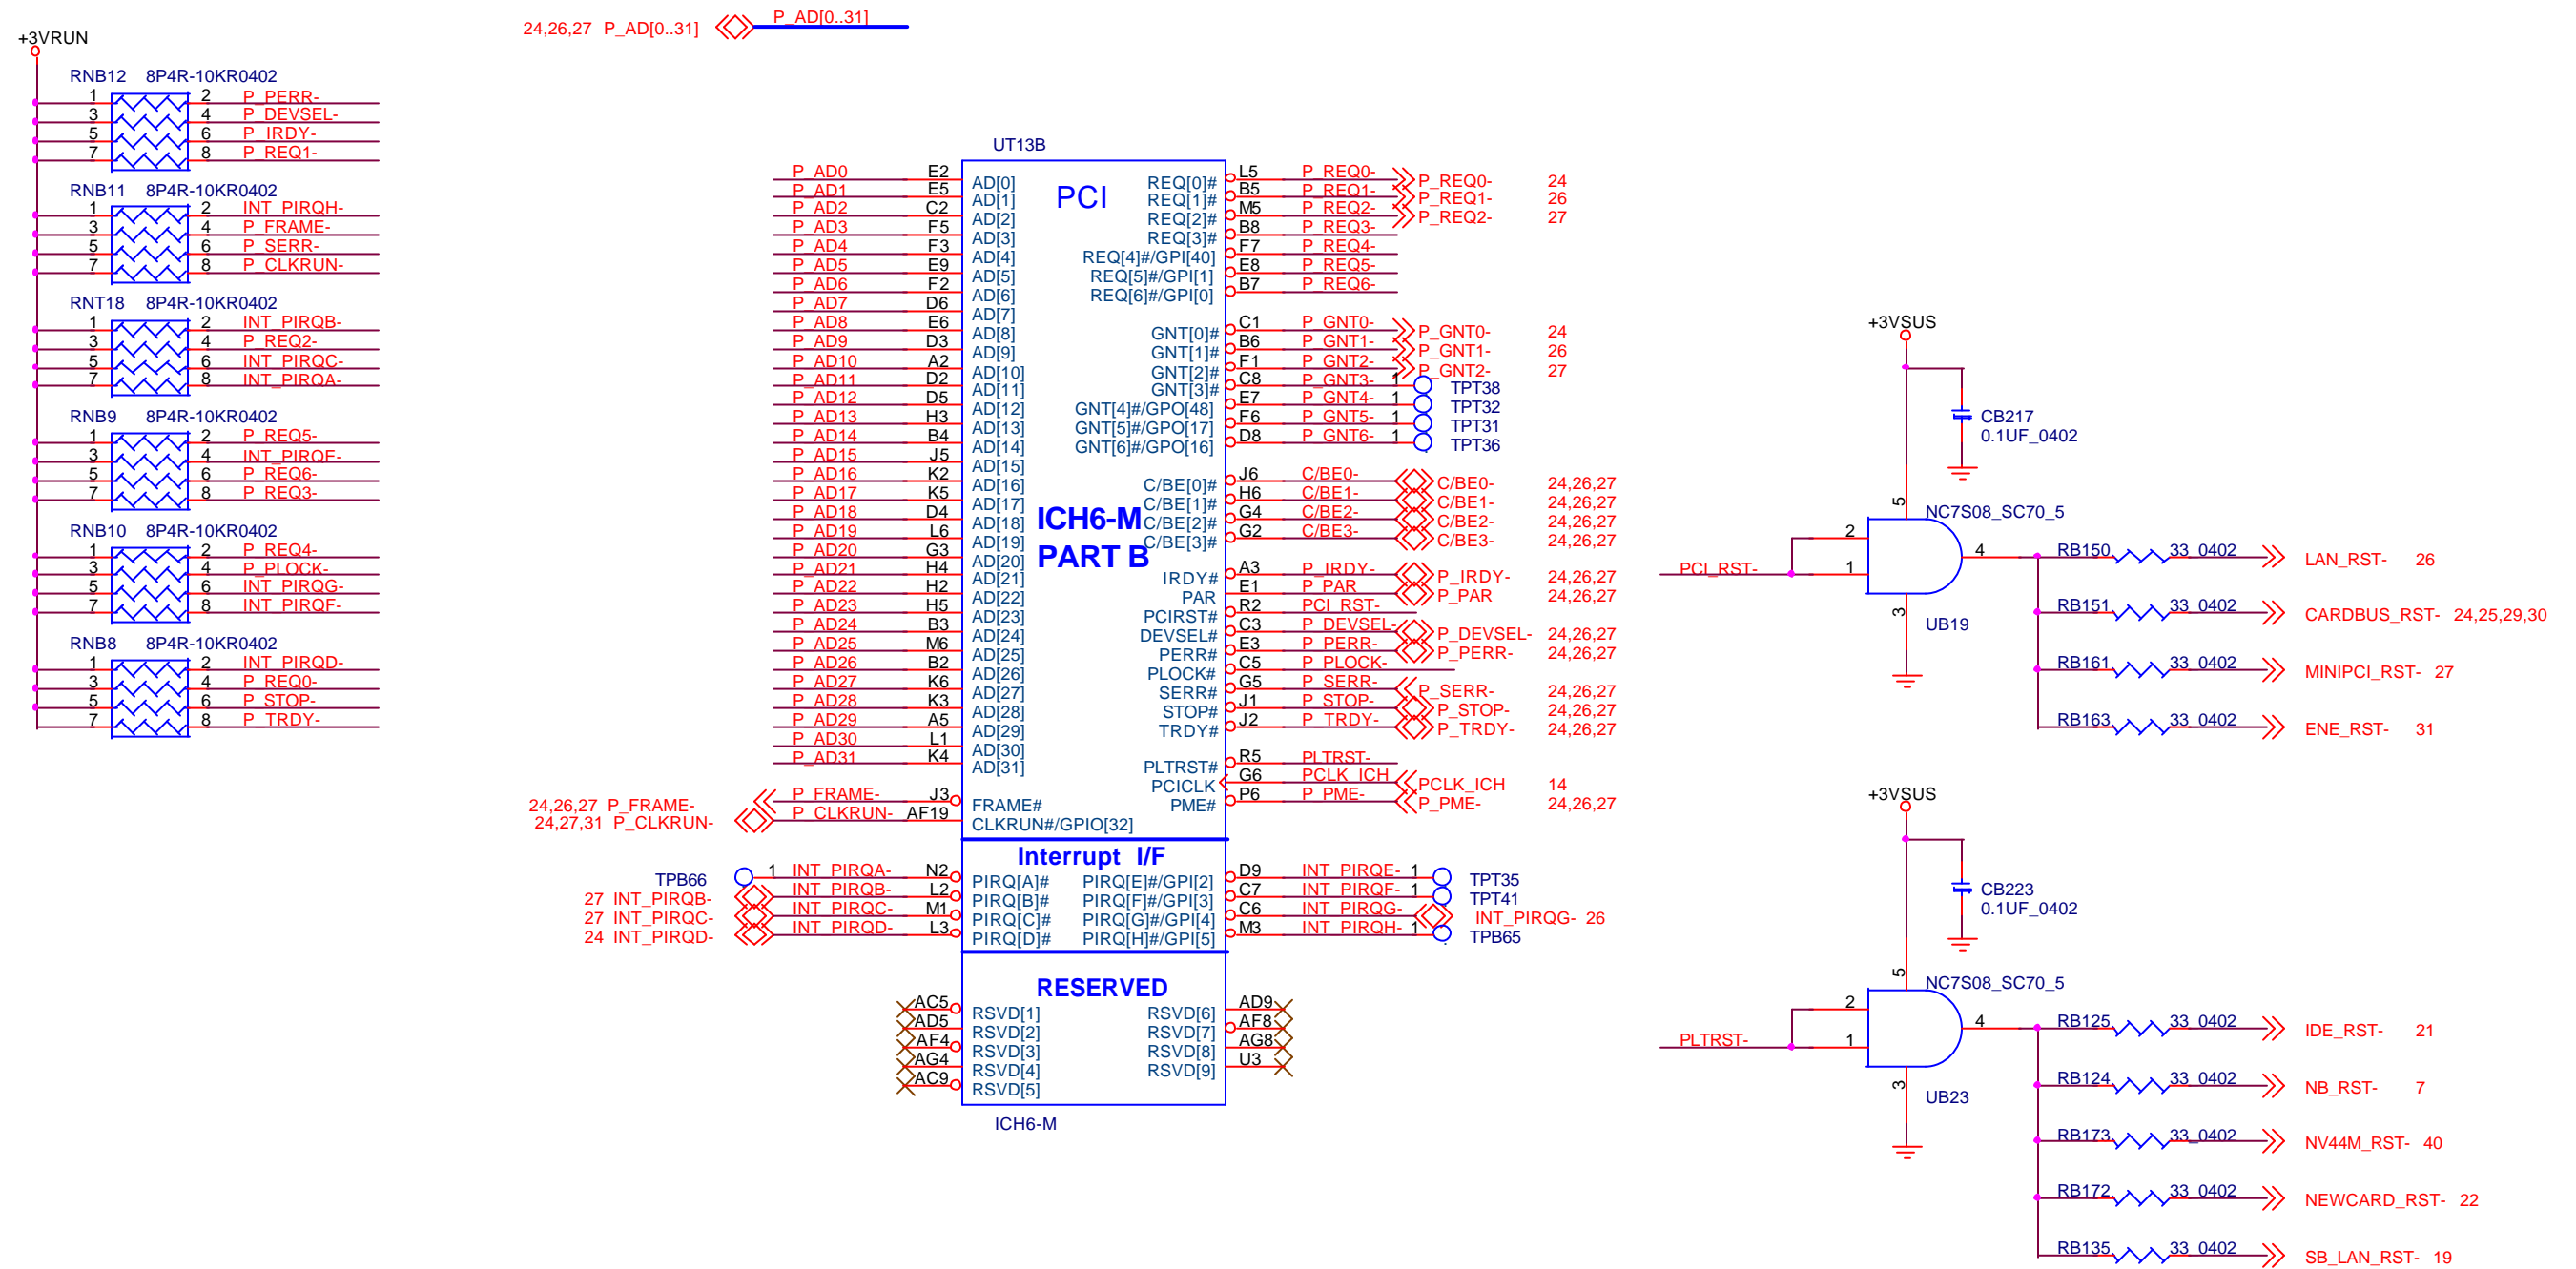 24,26,27 P_AD[0..31] P_AD[0..31]
+3VRUN
RNB12 8P4R-10KR0402
1 2 P_PERR-
3 4 P_DEVSEL-
5 6 P_IRDY-
7 8 P_REQ1-
RNB11 8P4R-10KR0402
1 2 INT_PIRQH-
3 4 P_FRAME-
5 6 P_SERR-
7 8 P_CLKRUN-
RNT18 8P4R-10KR0402
1 2 INT_PIRQB-
3 4 P_REQ2-
5 6 INT_PIRQC-
7 8 INT_PIRQA-
RNB9 8P4R-10KR0402
1 2 P_REQ5-
3 4 INT_PIRQE-
5 6 P_REQ6-
7 8 P_REQ3-
RNB10 8P4R-10KR0402
1 2 P_REQ4-
3 4 P_PLOCK-
5 6 INT_PIRQG-
7 8 INT_PIRQF-
RNB8 8P4R-10KR0402
1 2 INT_PIRQD-
3 4 P_REQ0-
5 6 P_STOP-
7 8 P_TRDY-
UT13B
PCI
ICH6-M
PART B
P_AD0 E2 AD[0]
P_AD1 E5 AD[1]
P_AD2 C2 AD[2]
P_AD3 F5 AD[3]
P_AD4 F3 AD[4]
P_AD5 E9 AD[5]
P_AD6 F2 AD[6]
P_AD7 D6 AD[7]
P_AD8 E6 AD[8]
P_AD9 D3 AD[9]
P_AD10 A2 AD[10]
P_AD11 D2 AD[11]
P_AD12 D5 AD[12]
P_AD13 H3 AD[13]
P_AD14 B4 AD[14]
P_AD15 J5 AD[15]
P_AD16 K2 AD[16]
P_AD17 K5 AD[17]
P_AD18 D4 AD[18]
P_AD19 L6 AD[19]
P_AD20 G3 AD[20]
P_AD21 H4 AD[21]
P_AD22 H2 AD[22]
P_AD23 H5 AD[23]
P_AD24 B3 AD[24]
P_AD25 M6 AD[25]
P_AD26 B2 AD[26]
P_AD27 K6 AD[27]
P_AD28 K3 AD[28]
P_AD29 A5 AD[29]
P_AD30 L1 AD[30]
P_AD31 K4 AD[31]
24,26,27 P_FRAME- P_FRAME- J3 FRAME#
24,27,31 P_CLKRUN- P_CLKRUN- AF19 CLKRUN#/GPIO[32]
REQ[0]# L5 P_REQ0- P_REQ0- 24
REQ[1]# B5 P_REQ1- P_REQ1- 26
REQ[2]# M5 P_REQ2- P_REQ2- 27
REQ[3]# B8 P_REQ3-
REQ[4]#/GPI[40] F7 P_REQ4-
REQ[5]#/GPI[1] E8 P_REQ5-
REQ[6]#/GPI[0] B7 P_REQ6-
GNT[0]# C1 P_GNT0- P_GNT0- 24
GNT[1]# B6 P_GNT1- P_GNT1- 26
GNT[2]# F1 P_GNT2- P_GNT2- 27
GNT[3]# C8 P_GNT3- 1 TPT38
GNT[4]#/GPO[48] E7 P_GNT4- 1 TPT32
GNT[5]#/GPO[17] F6 P_GNT5- 1 TPT31
GNT[6]#/GPO[16] D8 P_GNT6- 1 TPT36
C/BE[0]# J6 C/BE0- C/BE0- 24,26,27
C/BE[1]# H6 C/BE1- C/BE1- 24,26,27
C/BE[2]# G4 C/BE2- C/BE2- 24,26,27
C/BE[3]# G2 C/BE3- C/BE3- 24,26,27
IRDY# A3 P_IRDY- P_IRDY- 24,26,27
PAR E1 P_PAR P_PAR 24,26,27
PCIRST# R2 PCI_RST-
DEVSEL# C3 P_DEVSEL- P_DEVSEL- 24,26,27
PERR# E3 P_PERR- P_PERR- 24,26,27
PLOCK# C5 P_PLOCK-
SERR# G5 P_SERR- P_SERR- 24,26,27
STOP# J1 P_STOP- P_STOP- 24,26,27
TRDY# J2 P_TRDY- P_TRDY- 24,26,27
PLTRST# R5 PLTRST-
PCICLK G6 PCLK_ICH PCLK_ICH 14
PME# P6 P_PME- P_PME- 24,26,27
Interrupt I/F
TPB66 1 INT_PIRQA- N2 PIRQ[A]# PIRQ[E]#/GPI[2] D9 INT_PIRQE- 1 TPT35
27 INT_PIRQB- INT_PIRQB- L2 PIRQ[B]# PIRQ[F]#/GPI[3] C7 INT_PIRQF- 1 TPT41
27 INT_PIRQC- INT_PIRQC- M1 PIRQ[C]# PIRQ[G]#/GPI[4] C6 INT_PIRQG- INT_PIRQG- 26
24 INT_PIRQD- INT_PIRQD- L3 PIRQ[D]# PIRQ[H]#/GPI[5] M3 INT_PIRQH- 1 TPB65
RESERVED
AC5 RSVD[1] RSVD[6] AD9
AD5 RSVD[2] RSVD[7] AF8
AF4 RSVD[3] RSVD[8] AG8
AG4 RSVD[4] RSVD[9] U3
AC9 RSVD[5]
ICH6-M
+3VSUS
CB217
0.1UF_0402
5
NC7S08_SC70_5
2
PCI_RST- 1
4
3
UB19
RB150 33_0402 LAN_RST- 26
RB151 33_0402 CARDBUS_RST- 24,25,29,30
RB161 33_0402 MINIPCI_RST- 27
RB163 33_0402 ENE_RST- 31
+3VSUS
CB223
0.1UF_0402
5
NC7S08_SC70_5
2
PLTRST- 1
4
3
UB23
RB125 33_0402 IDE_RST- 21
RB124 33_0402 NB_RST- 7
RB173 33_0402 NV44M_RST- 40
RB172 33_0402 NEWCARD_RST- 22
RB135 33_0402 SB_LAN_RST- 19